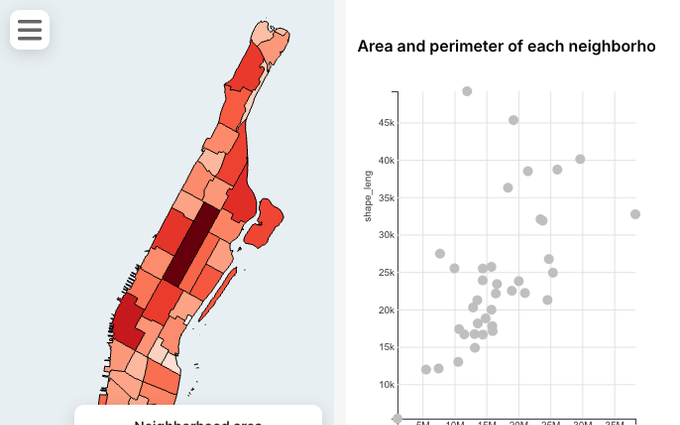 Area and perimeter of each neighborho
45k
40k
shape_leng
35k
30k
25k
20k
15k
10k
5M 10M 15M 20M 25M 30M 35M
Neighborhood area